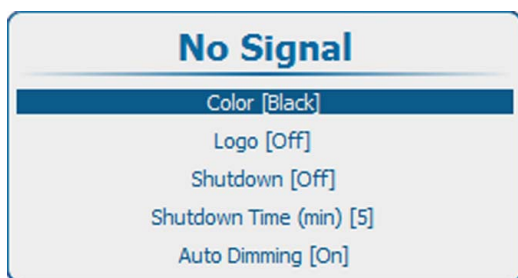 No Signal
Color [Black]
Logo [Off]
Shutdown [Off]
Shutdown Time (min) [5]
Auto Dimming [On]